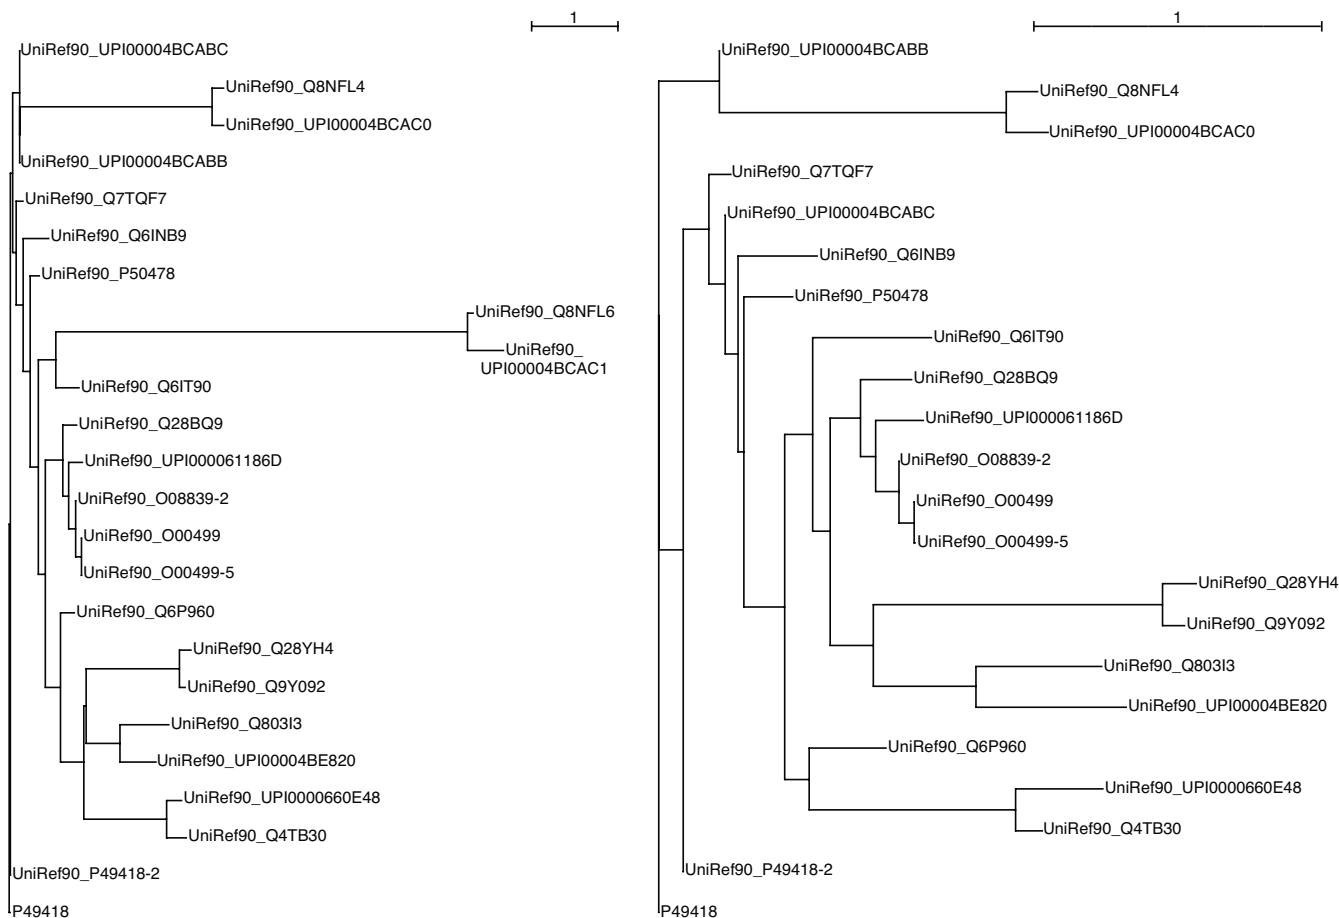 1
UniRef90_UPI00004BCABC
UniRef90_Q8NFL4
UniRef90_UPI00004BCAC0
UniRef90_UPI00004BCABB
UniRef90_Q7TQF7
UniRef90_Q6INB9
UniRef90_P50478
UniRef90_Q8NFL6
UniRef90_
UPI00004BCAC1
UniRef90_Q6IT90
UniRef90_Q28BQ9
UniRef90_UPI000061186D
UniRef90_O08839-2
UniRef90_O00499
UniRef90_O00499-5
UniRef90_Q6P960
UniRef90_Q28YH4
UniRef90_Q9Y092
UniRef90_Q803I3
UniRef90_UPI00004BE820
UniRef90_UPI0000660E48
UniRef90_Q4TB30
UniRef90_P49418-2
P49418
1
UniRef90_UPI00004BCABB
UniRef90_Q8NFL4
UniRef90_UPI00004BCAC0
UniRef90_Q7TQF7
UniRef90_UPI00004BCABC
UniRef90_Q6INB9
UniRef90_P50478
UniRef90_Q6IT90
UniRef90_Q28BQ9
UniRef90_UPI000061186D
UniRef90_O08839-2
UniRef90_O00499
UniRef90_O00499-5
UniRef90_Q28YH4
UniRef90_Q9Y092
UniRef90_Q803I3
UniRef90_UPI00004BE820
UniRef90_Q6P960
UniRef90_UPI0000660E48
UniRef90_Q4TB30
UniRef90_P49418-2
P49418